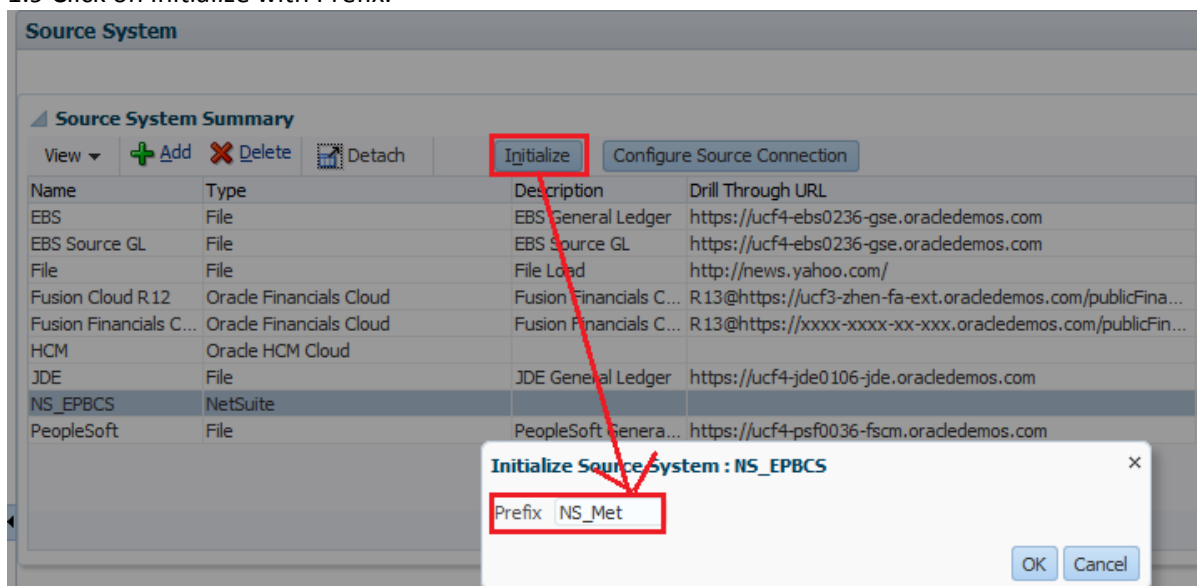 Source System
Source System Summary
View Add Delete Detach Initialize Configure Source Connection
Name Type Description Drill Through URL
EBS File EBS General Ledger https://ucf4-ebs0236-gse.oracledemos.com
EBS Source GL File EBS Source GL https://ucf4-ebs0236-gse.oracledemos.com
File File File Load http://news.yahoo.com/
Fusion Cloud R12 Oracle Financials Cloud Fusion Financials C... R13@https://ucf3-zhen-fa-ext.oracledemos.com/publicFina...
Fusion Financials C... Oracle Financials Cloud Fusion Financials C... R13@https://xxxx-xxxx-xx-xxx.oracledemos.com/publicFin...
HCM Oracle HCM Cloud
JDE File JDE General Ledger https://ucf4-jde0106-jde.oracledemos.com
NS_EPBCS NetSuite
PeopleSoft File PeopleSoft Genera... https://ucf4-psf0036-fscm.oracledemos.com
Initialize Source System : NS_EPBCS
Prefix NS_Met
OK Cancel